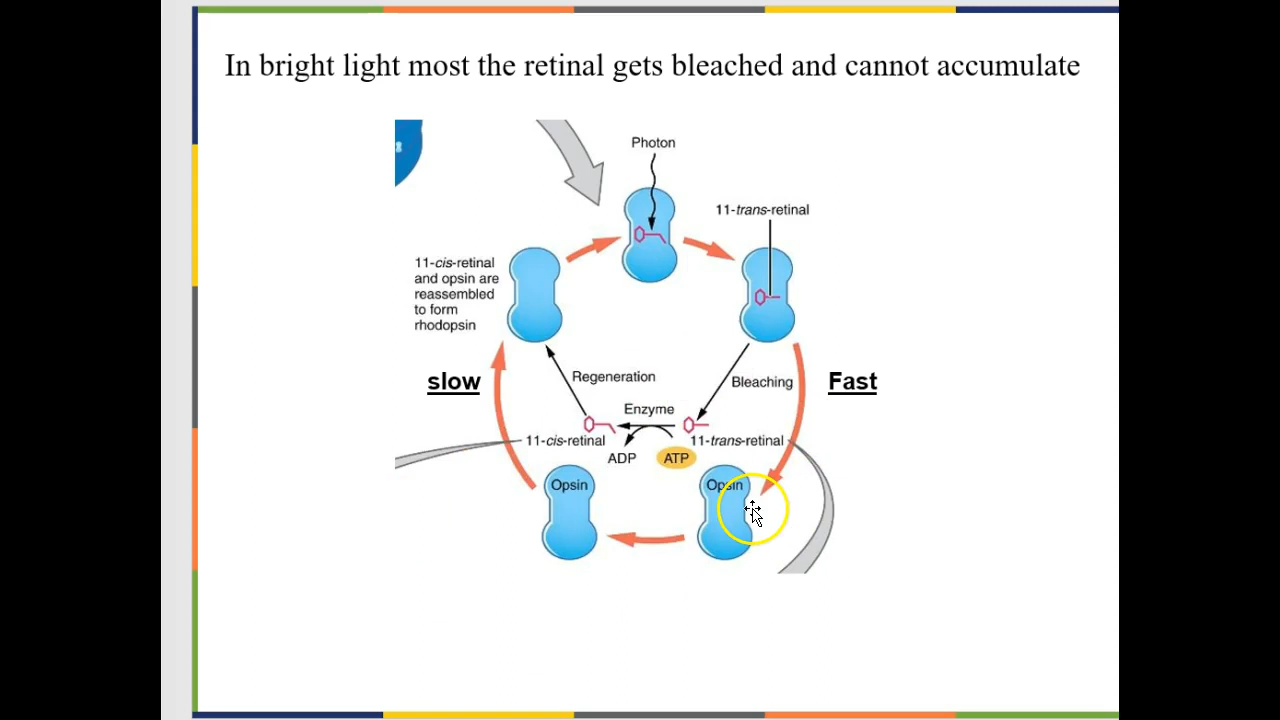 In bright light most the retinal gets bleached and cannot accumulate
Photon
11-trans-retinal
11-cis-retinal
and opsin are
reassembled
to form
rhodopsin
slow
Regeneration
Bleaching
Fast
Enzyme
11-cis-retinal
11-trans-retinal
ADP
ATP
Opsin
Opsin